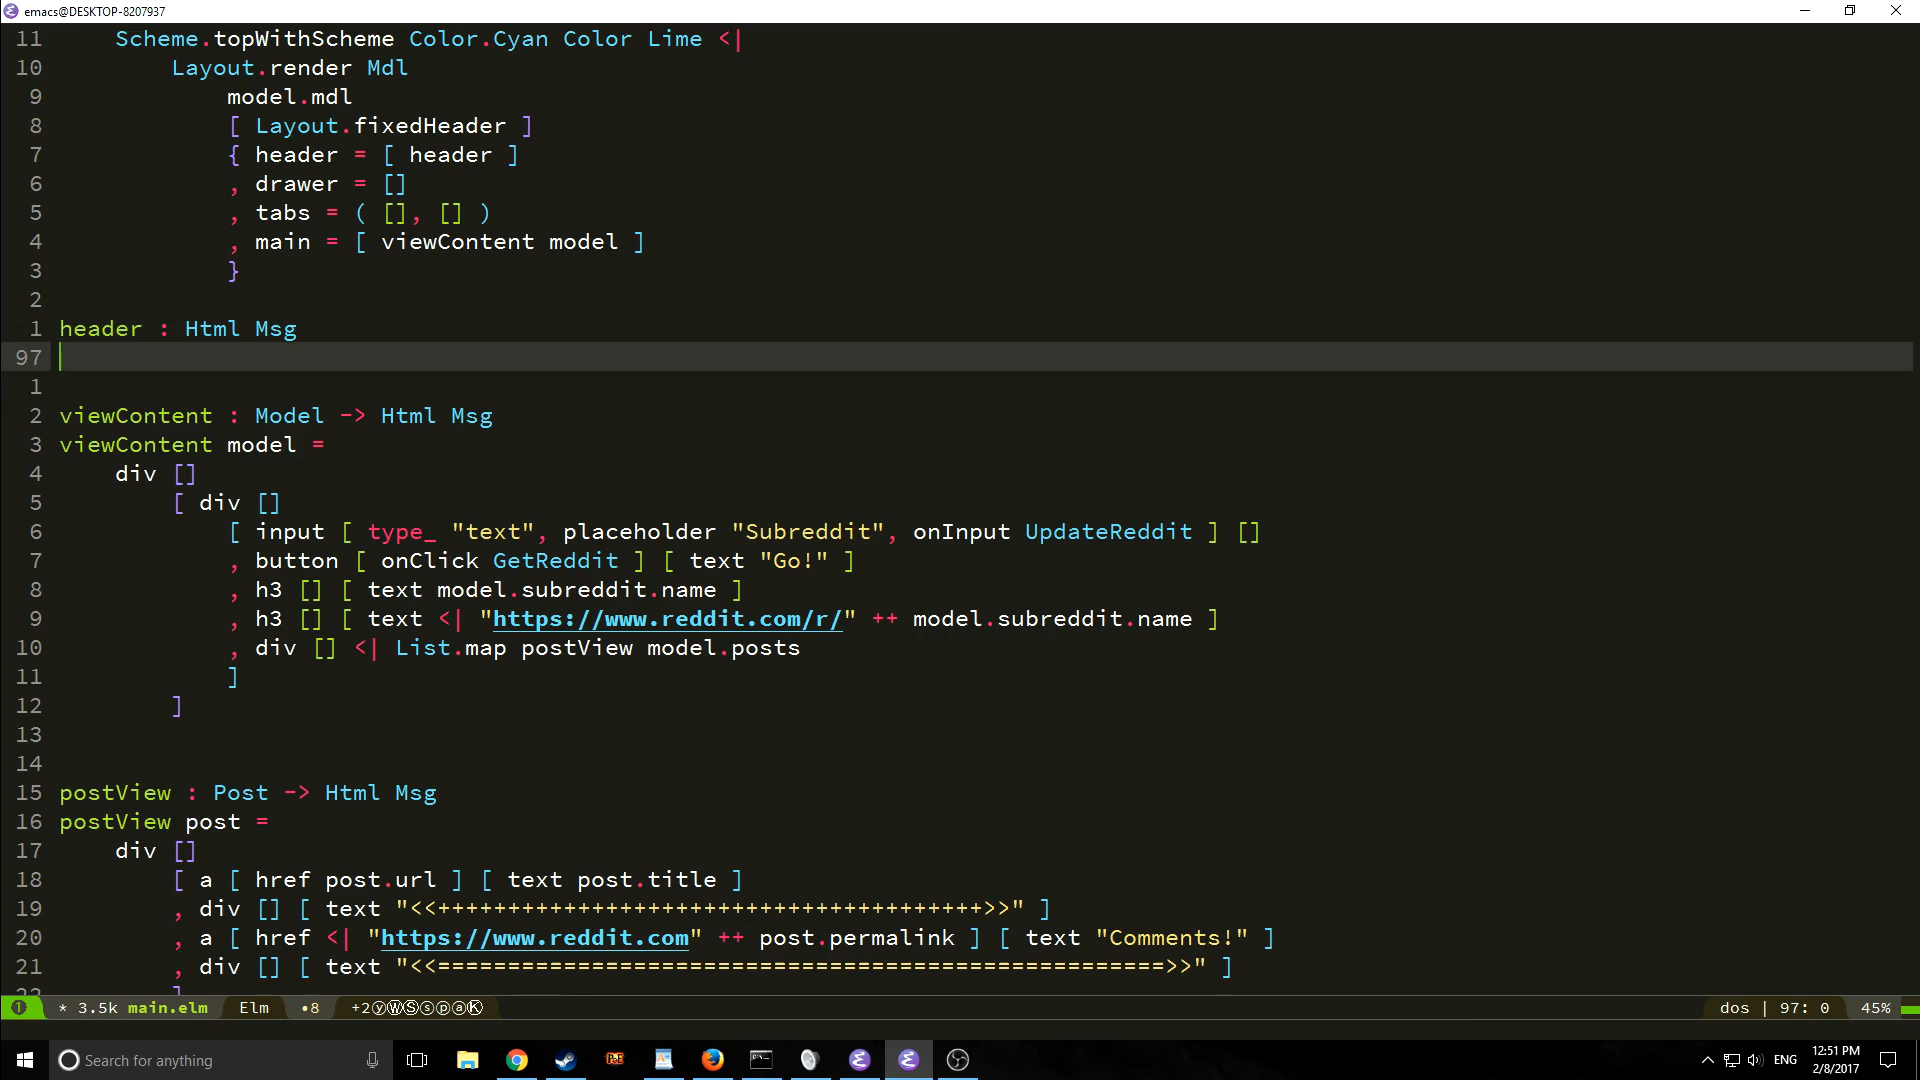 emacs@DESKTOP-8207937
11 Scheme.topWithScheme Color.Cyan Color Lime <|
10 Layout.render Mdl
9 model.mdl
8 [ Layout.fixedHeader ]
7 { header = [ header ]
6 , drawer = []
5 , tabs = ( [], [] )
4 , main = [ viewContent model ]
3 }
2
1 header : Html Msg
97
1
2 viewContent : Model -> Html Msg
3 viewContent model =
4 div []
5 [ div []
6 [ input [ type_ "text", placeholder "Subreddit", onInput UpdateReddit ] []
7 , button [ onClick GetReddit ] [ text "Go!" ]
8 , h3 [] [ text model.subreddit.name ]
9 , h3 [] [ text <| "https://www.reddit.com/r/" ++ model.subreddit.name ]
10 , div [] <| List.map postView model.posts
11 ]
12 ]
13
14
15 postView : Post -> Html Msg
16 postView post =
17 div []
18 [ a [ href post.url ] [ text post.title ]
19 , div [] [ text "<<+++++++++++++++++++++++++++++++++++++++>>" ]
20 , a [ href <| "https://www.reddit.com" ++ post.permalink ] [ text "Comments!" ]
21 , div [] [ text "<<====================================================>>" ]
❶ * 3.5k main.elm Elm •8 +2ⓨⓌⓈⓢⓟⓐⓀ dos | 97: 0 45%
Search for anything ENG 12:51 PM
2/8/2017